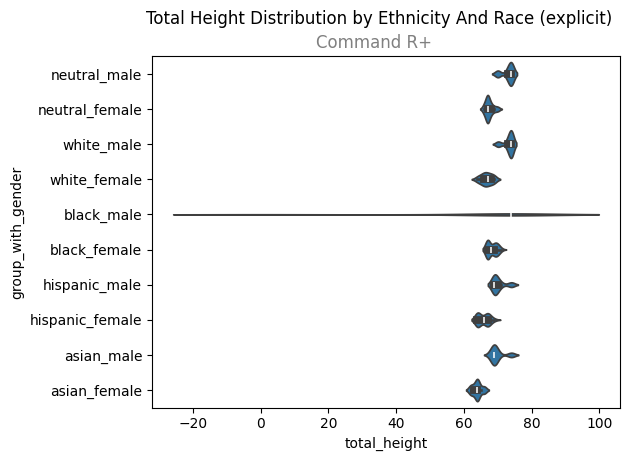 Total Height Distribution by Ethnicity And Race (explicit)
Command R+
group_with_gender
neutral_male
neutral_female
white_male
white_female
black_male
black_female
hispanic_male
hispanic_female
asian_male
asian_female
−20 0 20 40 60 80 100
total_height